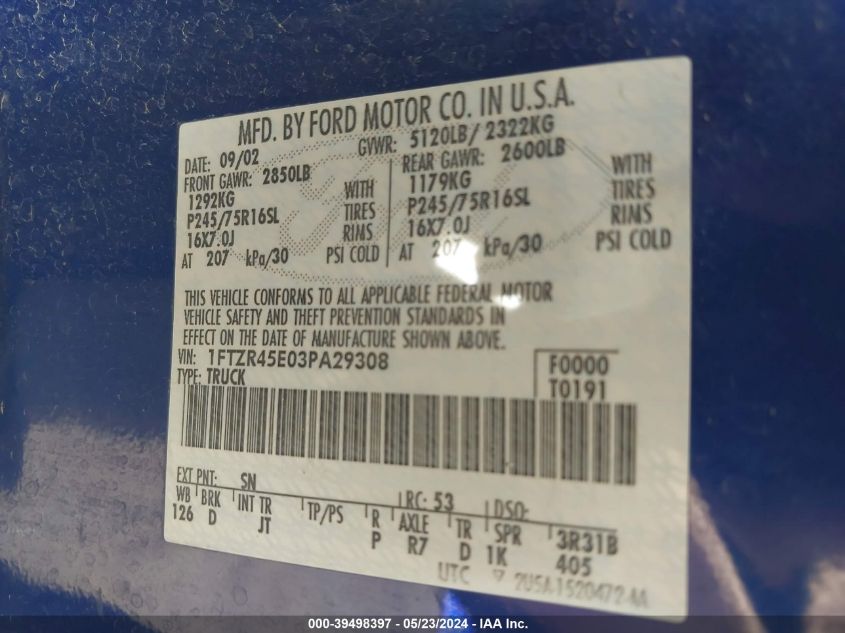 MFD. BY FORD MOTOR CO. IN U.S.A.
DATE: 09/02 GVWR: 5120LB/ 2322KG
FRONT GAWR: 2850LB REAR GAWR: 2600LB
1292KG WITH 1179KG WITH
P245/75R16SL TIRES P245/75R16SL TIRES
16X7.0J RIMS 16X7.0J RIMS
AT 207 kPa/30 PSI COLD AT 207 kPa/30 PSI COLD
THIS VEHICLE CONFORMS TO ALL APPLICABLE FEDERAL MOTOR
VEHICLE SAFETY AND THEFT PREVENTION STANDARDS IN
EFFECT ON THE DATE OF MANUFACTURE SHOWN ABOVE.
VIN: 1FTZR45E03PA29308 F0000
TYPE: TRUCK T0191
EXT PNT: SN RC: 53 DSO:
WB BRK INT TR TP/PS R AXLE TR SPR 3R31B
126 D JT P R7 D 1K 405
UTC ▽ 2U5A-1520472-AA
000-39498397 - 05/23/2024 - IAA Inc.